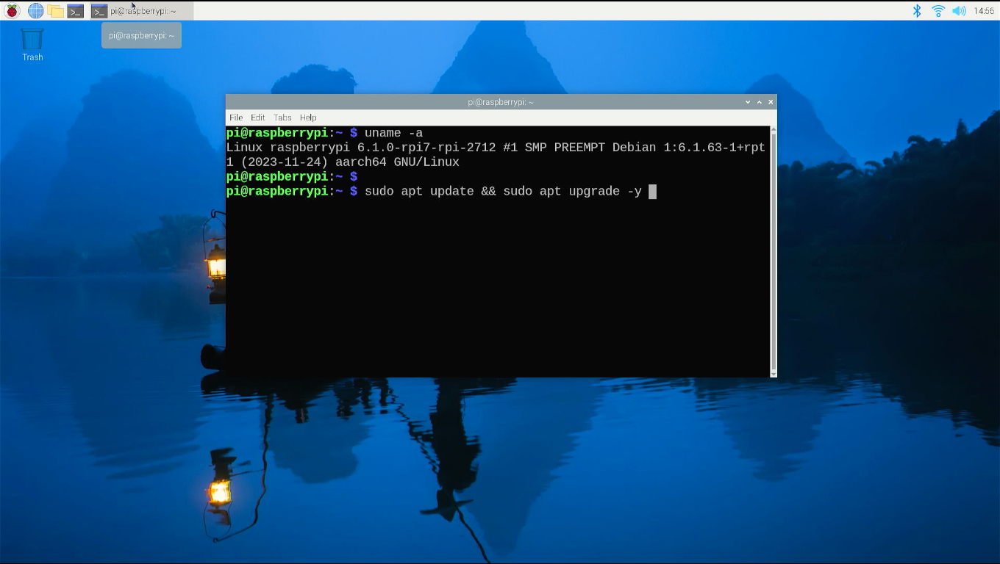 pi@raspberrypi: ~
14:56
pi@raspberrypi: ~
Trash
pi@raspberrypi: ~
File Edit Tabs Help
pi@raspberrypi:~ $ uname -a
Linux raspberrypi 6.1.0-rpi7-rpi-2712 #1 SMP PREEMPT Debian 1:6.1.63-1+rpt
1 (2023-11-24) aarch64 GNU/Linux
pi@raspberrypi:~ $
pi@raspberrypi:~ $ sudo apt update && sudo apt upgrade -y